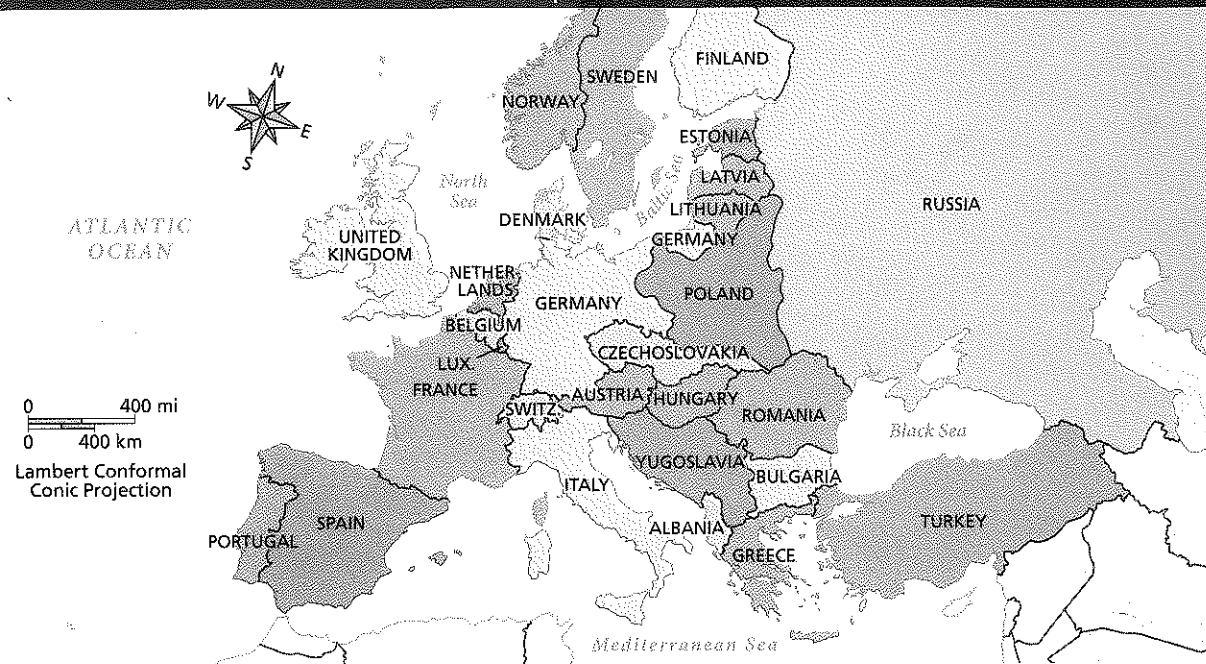 N
W
E
S
FINLAND
SWEDEN
NORWAY
ESTONIA
LATVIA
LITHUANIA
North
Sea
Baltic Sea
RUSSIA
ATLANTIC
OCEAN
DENMARK
UNITED
KINGDOM
GERMANY
NETHER-
LANDS
GERMANY
POLAND
BELGIUM
CZECHOSLOVAKIA
LUX.
FRANCE
AUSTRIA
HUNGARY
SWITZ.
ROMANIA
0 400 mi
0 400 km
Lambert Conformal
Conic Projection
Black Sea
YUGOSLAVIA
BULGARIA
ITALY
SPAIN
PORTUGAL
ALBANIA
GREECE
TURKEY
Mediterranean Sea